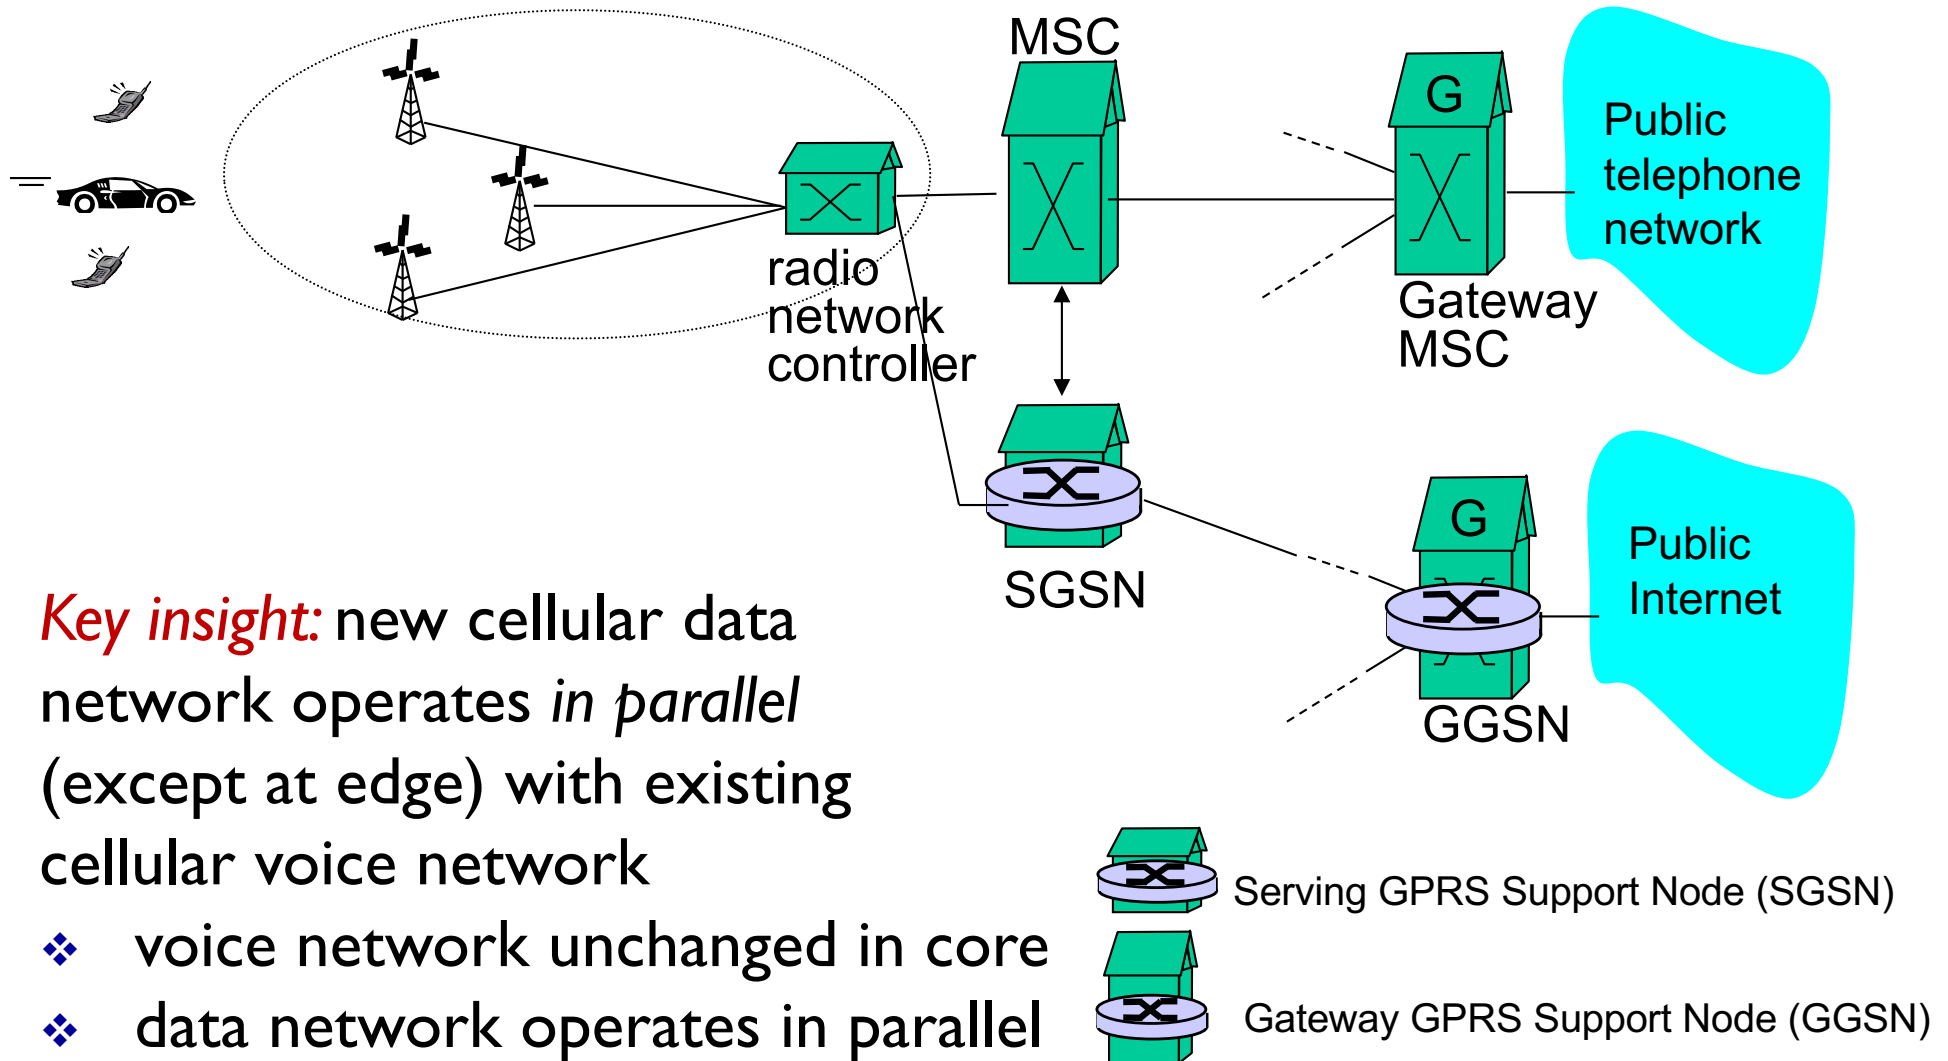 MSC
G
Public
telephone
network
radio
network
controller
Gateway
MSC
SGSN
G
Public
Internet
GGSN
Key insight: new cellular data
network operates in parallel
(except at edge) with existing
cellular voice network
❖ voice network unchanged in core
❖ data network operates in parallel
Serving GPRS Support Node (SGSN)
Gateway GPRS Support Node (GGSN)